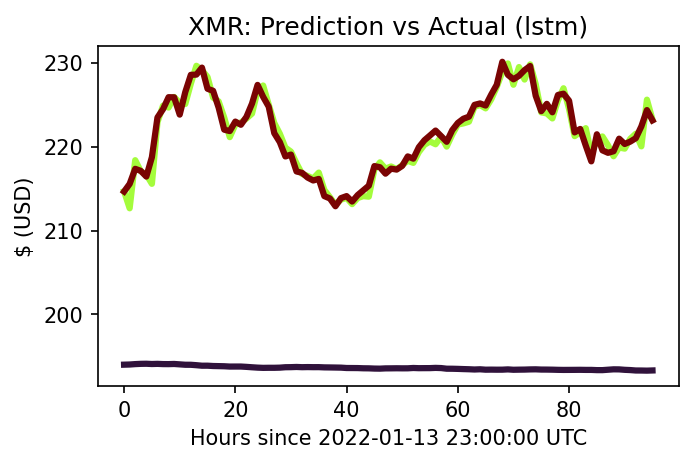 XMR: Prediction vs Actual (lstm)
230
220
210
200
$ (USD)
0 20 40 60 80
Hours since 2022-01-13 23:00:00 UTC